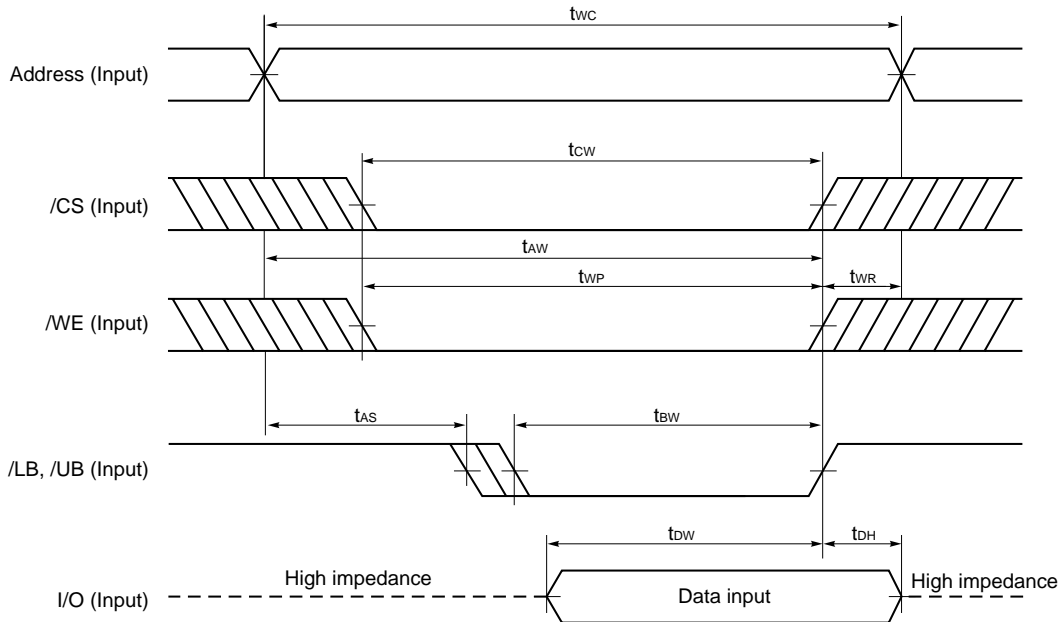 tWC
Address (Input)
tCW
/CS (Input)
tAW
tWP
tWR
/WE (Input)
tAS
tBW
/LB, /UB (Input)
tDW
tDH
High impedance
High impedance
I/O (Input)
Data input